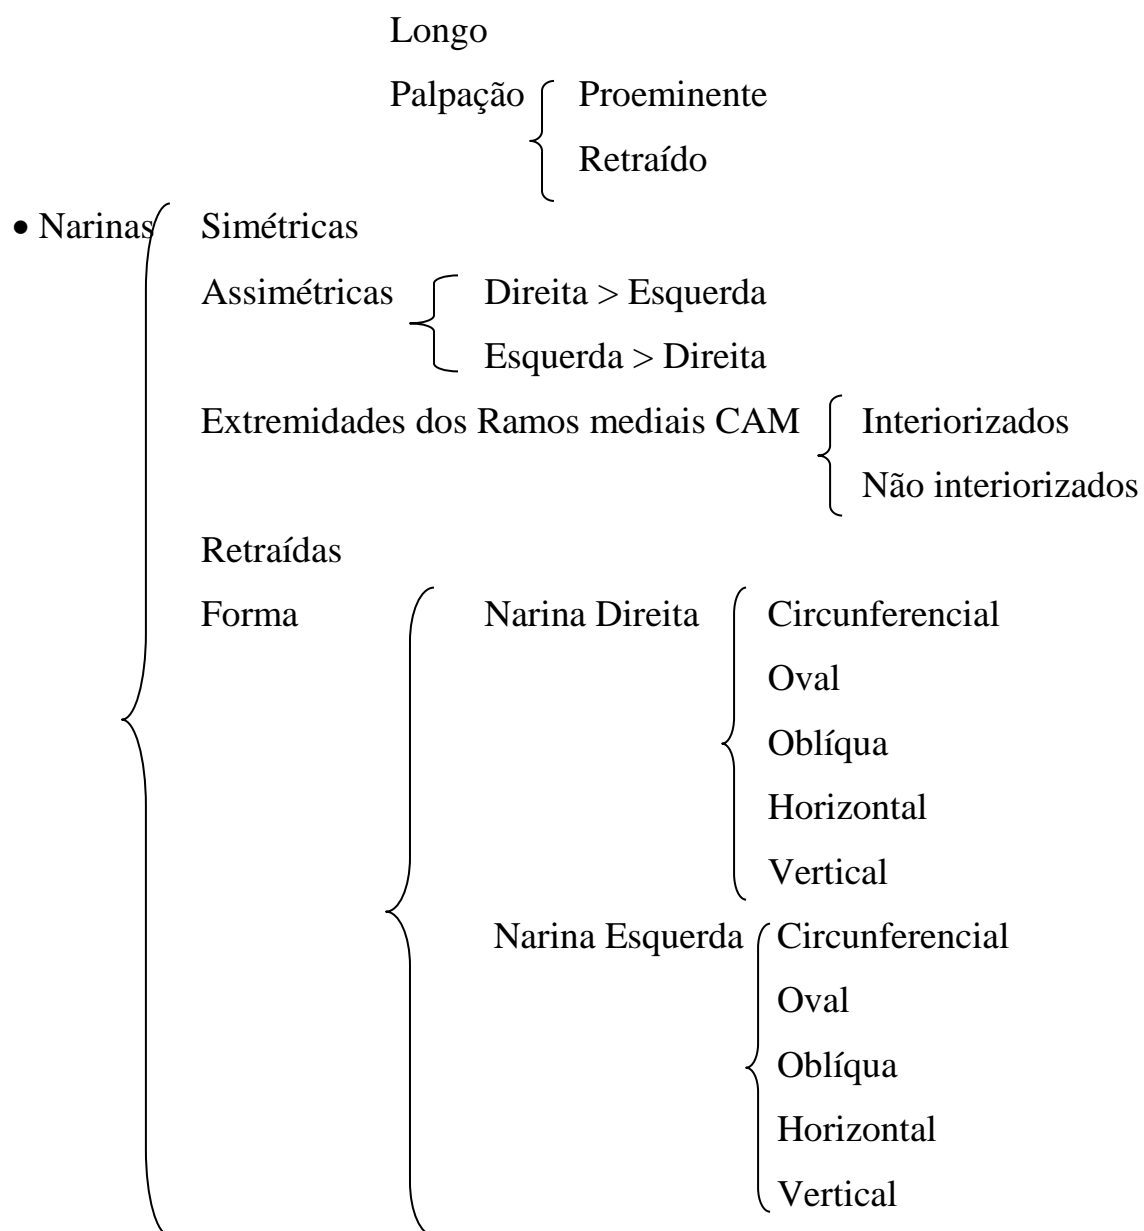 Longo
Palpação Proeminente
Retraído
• Narinas Simétricas
Assimétricas Direita > Esquerda
Esquerda > Direita
Extremidades dos Ramos mediais CAM Interiorizados
Não interiorizados
Retraídas
Forma Narina Direita Circunferencial
Oval
Oblíqua
Horizontal
Vertical
Narina Esquerda Circunferencial
Oval
Oblíqua
Horizontal
Vertical